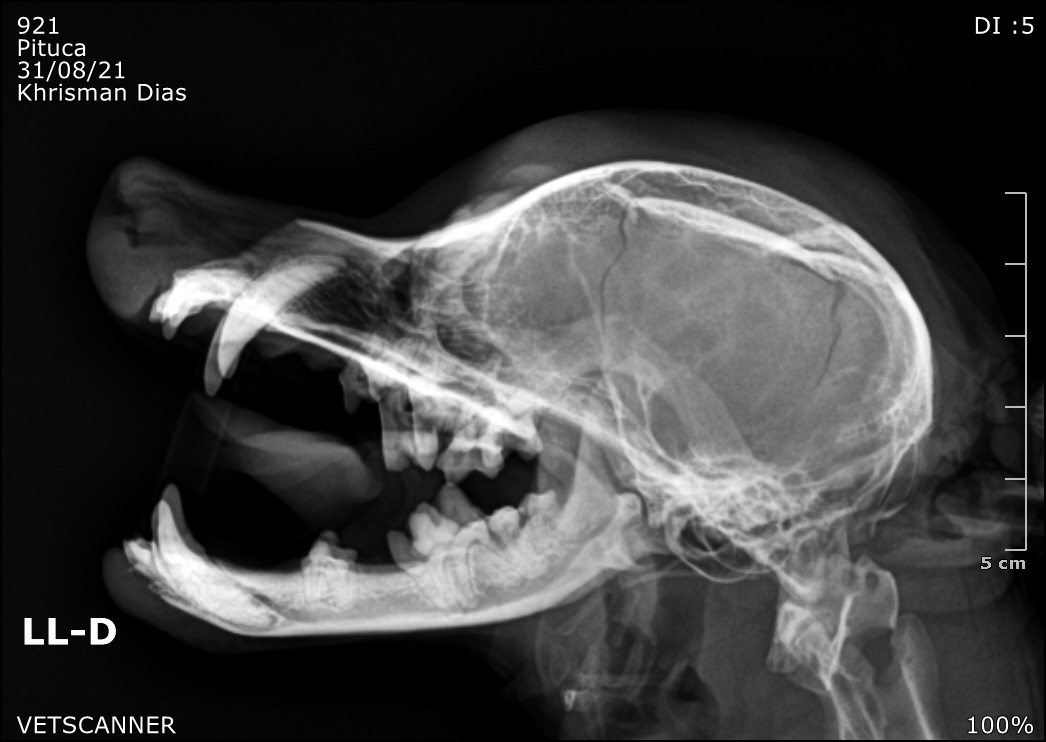 921
Pituca
31/08/21
Khrisman Dias
DI :5
5 cm
LL-D
VETSCANNER
100%